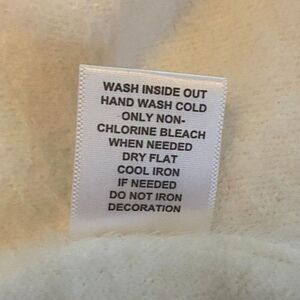 WASH INSIDE OUT
HAND WASH COLD
ONLY NON-
CHLORINE BLEACH
WHEN NEEDED
DRY FLAT
COOL IRON
IF NEEDED
DO NOT IRON
DECORATION